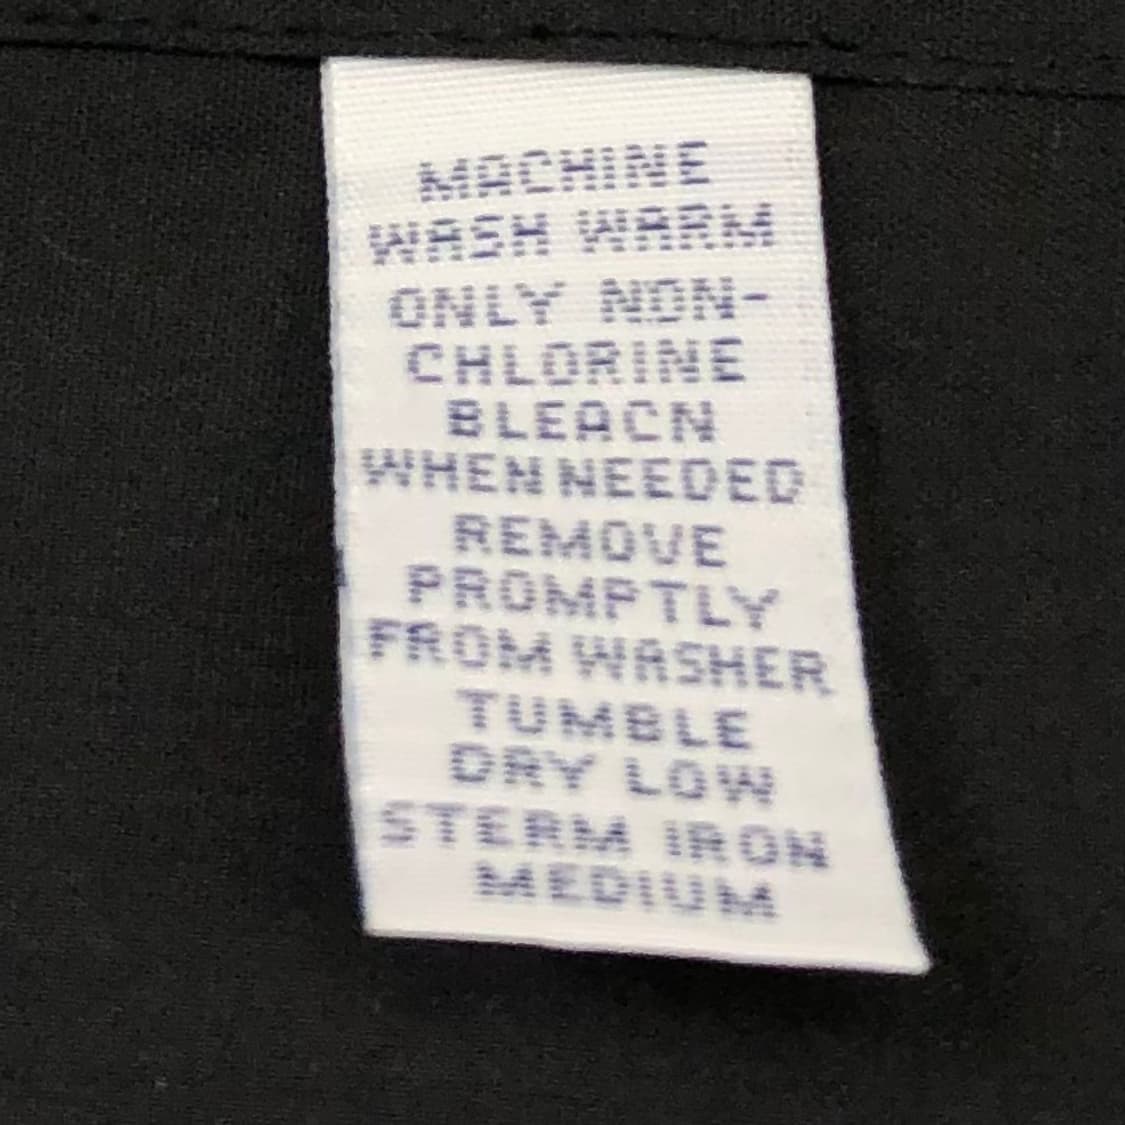 MACHINE
WASH WARM
ONLY NON-
CHLORINE
BLEACN
WHEN NEEDED
REMOVE
PROMPTLY
FROM WASHER
TUMBLE
DRY LOW
STERM IRON
MEDIUM